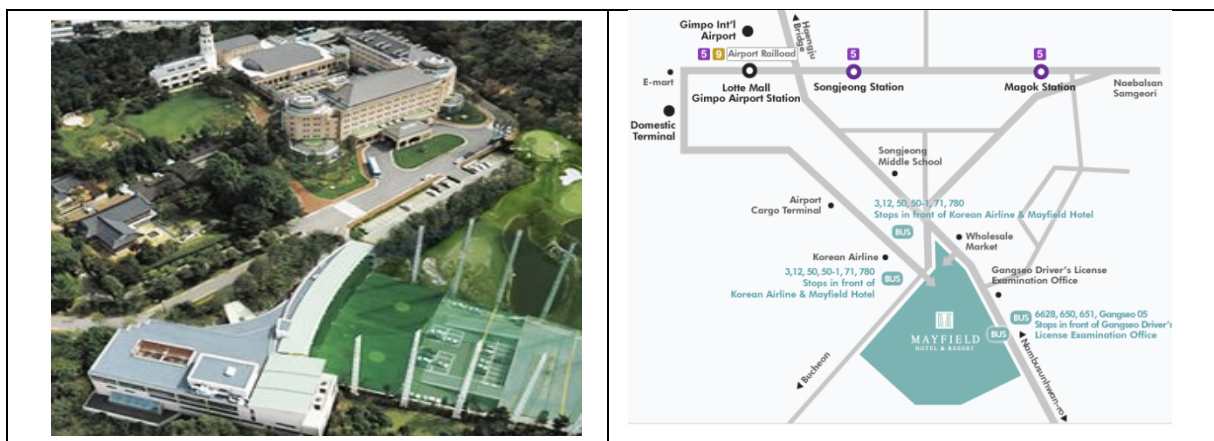 Gimpo Int'l
Airport
Haengju
Bridge
5 9 Airport Railload
5
5
E-mart
Lotte Mall
Gimpo Airport Station
Songjeong Station
Magok Station
Naebalsan
Samgeori
Domestic
Terminal
Songjeong
Middle School
Airport
Cargo Terminal
3,12, 50, 50-1, 71, 780
Stops in front of Korean Airline & Mayfield Hotel
BUS
Wholesale
Market
Korean Airline
3,12, 50, 50-1, 71, 780
Stops in front of
Korean Airline & Mayfield Hotel
BUS
Gangseo Driver's License
Examination Office
BUS
6628, 650, 651, Gangseo 05
Stops in front of Gangseo Driver's
License Examination Office
BUS
MAYFIELD
HOTEL & RESORT
Bucheon
Nambusunhwan-ro